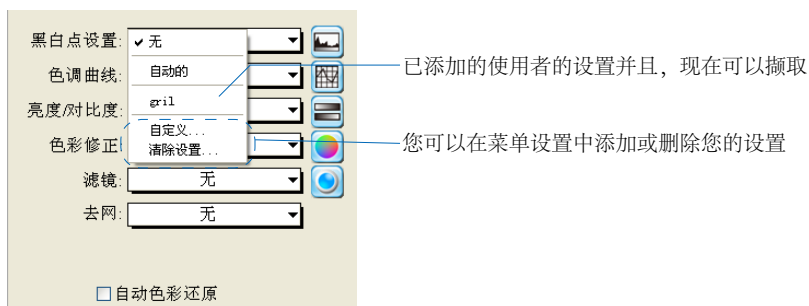 黑白点设置: ✓ 无
自动的
色调曲线:
gril
亮度/对比度:
自定义...
色彩修正
清除设置...
滤镜: 无
去网: 无
自动色彩还原
已添加的使用者的设置并且，现在可以撷取
您可以在菜单设置中添加或删除您的设置